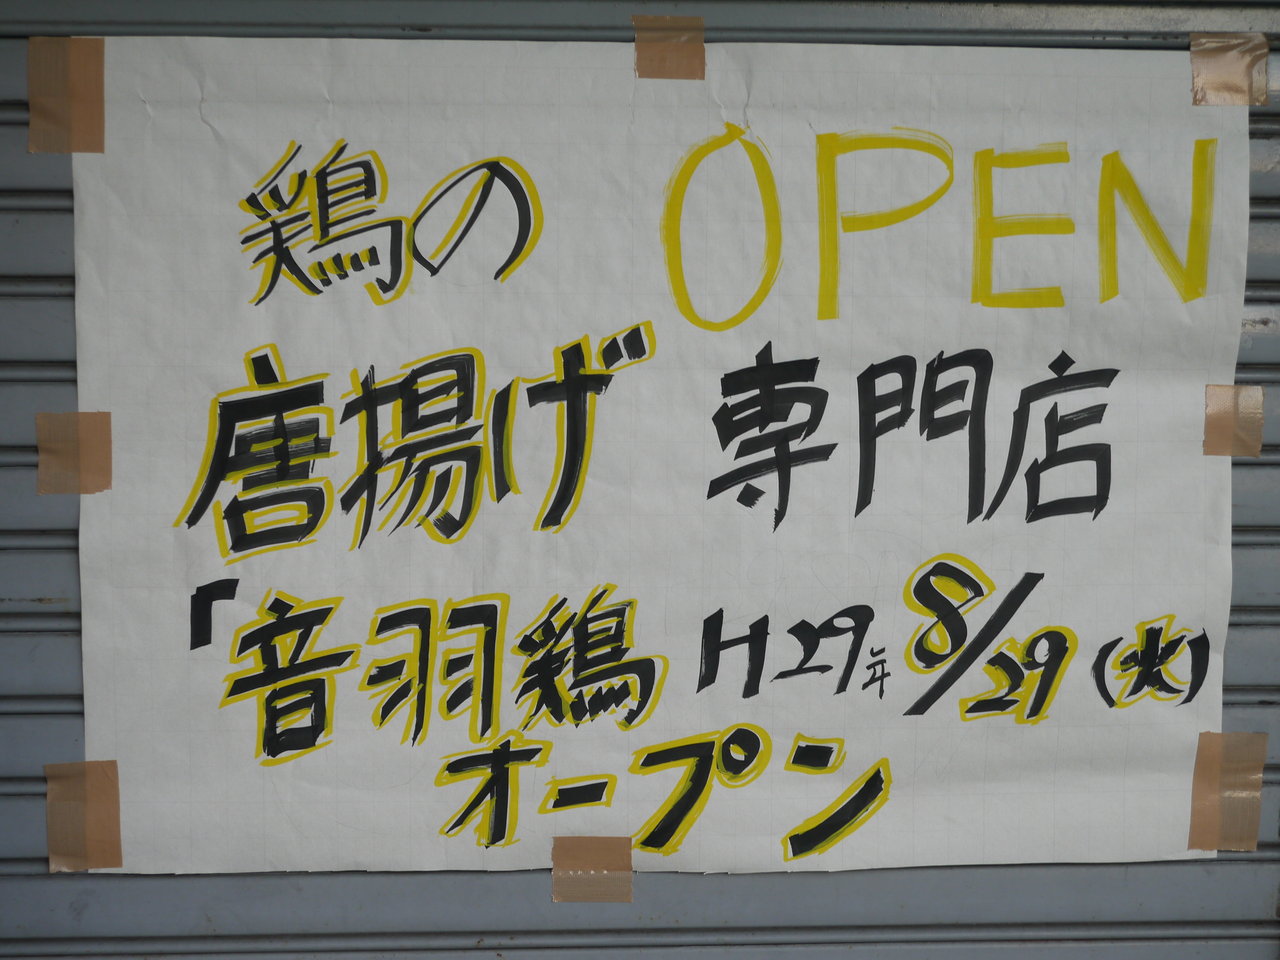 鶏の OPEN
唐揚げ 専門店
「音羽鶏 H29年 8/29 (火)
オープン